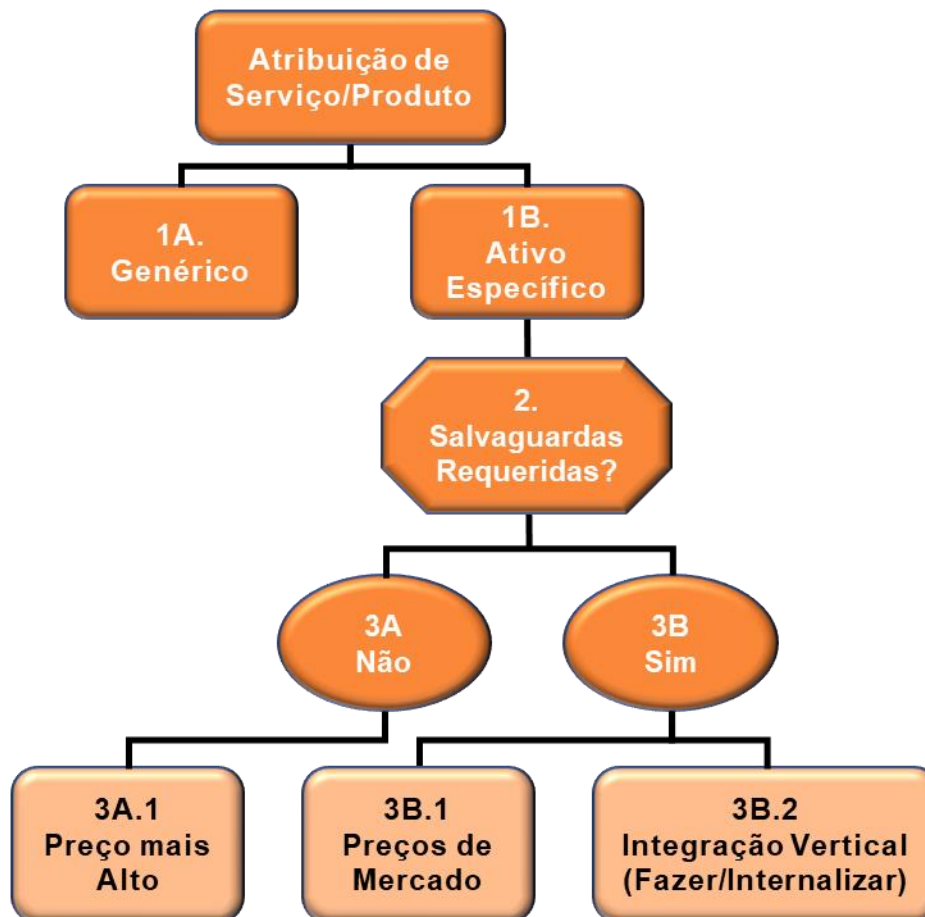 Atribuição de
Serviço/Produto
1A.
Genérico
1B.
Ativo
Específico
2.
Salvaguardas
Requeridas?
3A
Não
3B
Sim
3A.1
Preço mais
Alto
3B.1
Preços de
Mercado
3B.2
Integração Vertical
(Fazer/Internalizar)